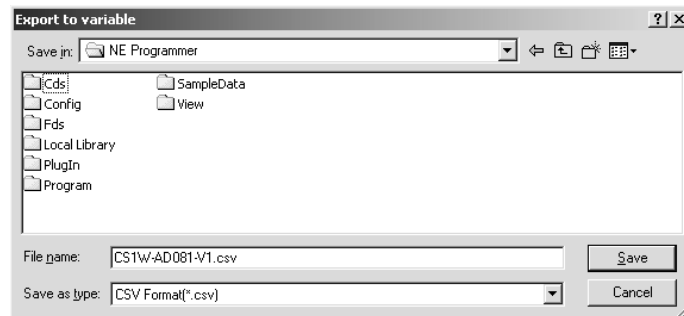 Export to variable
Save in: NE Programmer
Cds
Config
Fds
Local Library
PlugIn
Program
SampleData
View
File name: CS1W-AD081-V1.csv
Save
Save as type: CSV Format(*.csv)
Cancel